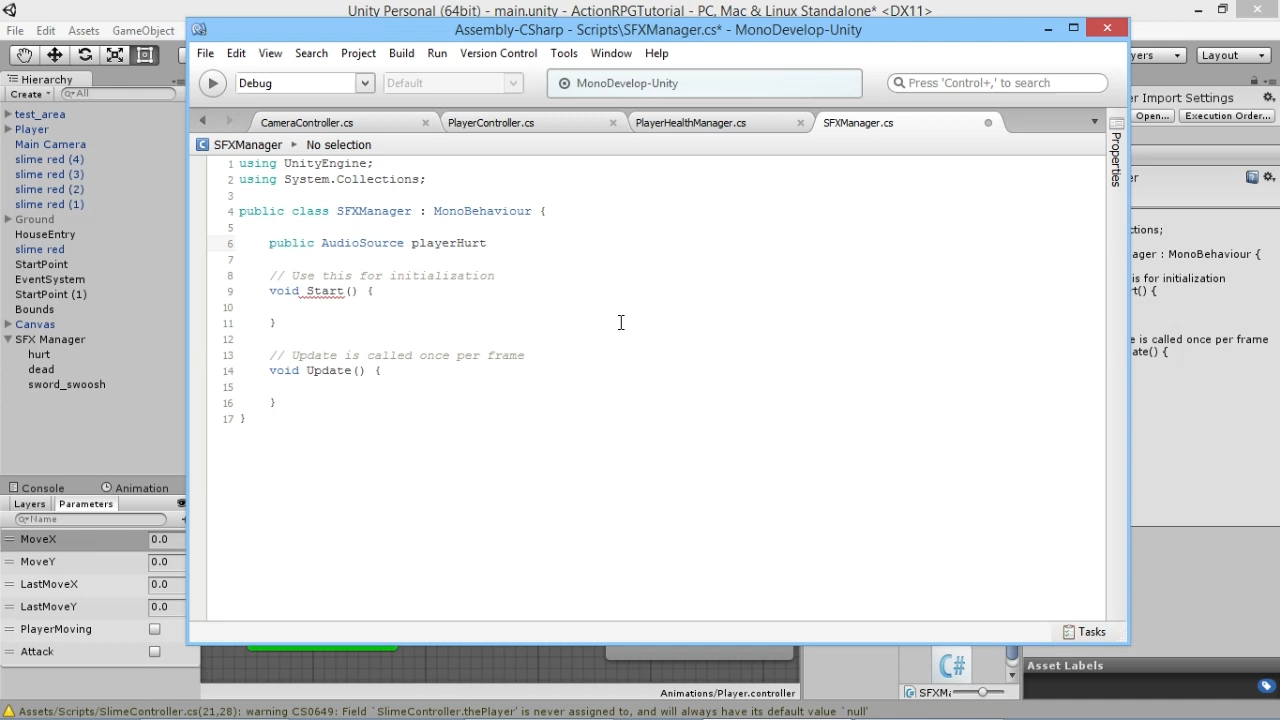 Unity Personal (64bit) - main.unity - ActionRPGTutorial - PC, Mac & Linux Standalone* <DX11>
File Edit Assets GameObject
Assembly-CSharp - Scripts\SFXManager.cs* - MonoDevelop-Unity
File Edit View Search Project Build Run Version Control Tools Window Help
yers Layout
Hierarchy
Create All
Debug Default MonoDevelop-Unity Press 'Control+,' to search
er Import Settings
Open... Execution Order...
CameraController.cs PlayerController.cs PlayerHealthManager.cs SFXManager.cs
SFXManager No selection
Properties
test_area
Player
Main Camera
slime red (4)
slime red (3)
slime red (2)
slime red (1)
Ground
HouseEntry
slime red
StartPoint
EventSystem
StartPoint (1)
Bounds
Canvas
SFX Manager
hurt
dead
sword_swoosh
1 using UnityEngine;
2 using System.Collections;
3
4 public class SFXManager : MonoBehaviour {
5
6 public AudioSource playerHurt
7
8 // Use this for initialization
9 void Start() {
10
11 }
12
13 // Update is called once per frame
14 void Update() {
15
16 }
17 }
er
ctions;
nager : MonoBehaviour {
is for initialization
rt() {
e is called once per frame
ate() {
Console Animation
Layers Parameters
Name
MoveX 0.0
MoveY 0.0
LastMoveX 0.0
LastMoveY 0.0
PlayerMoving
Attack
Tasks
C#
Asset Labels
Animations/Player.controller
SFXMa
Assets/Scripts/SlimeController.cs(21,28): warning CS0649: Field `SlimeController.thePlayer' is never assigned to, and will always have its default value `null'